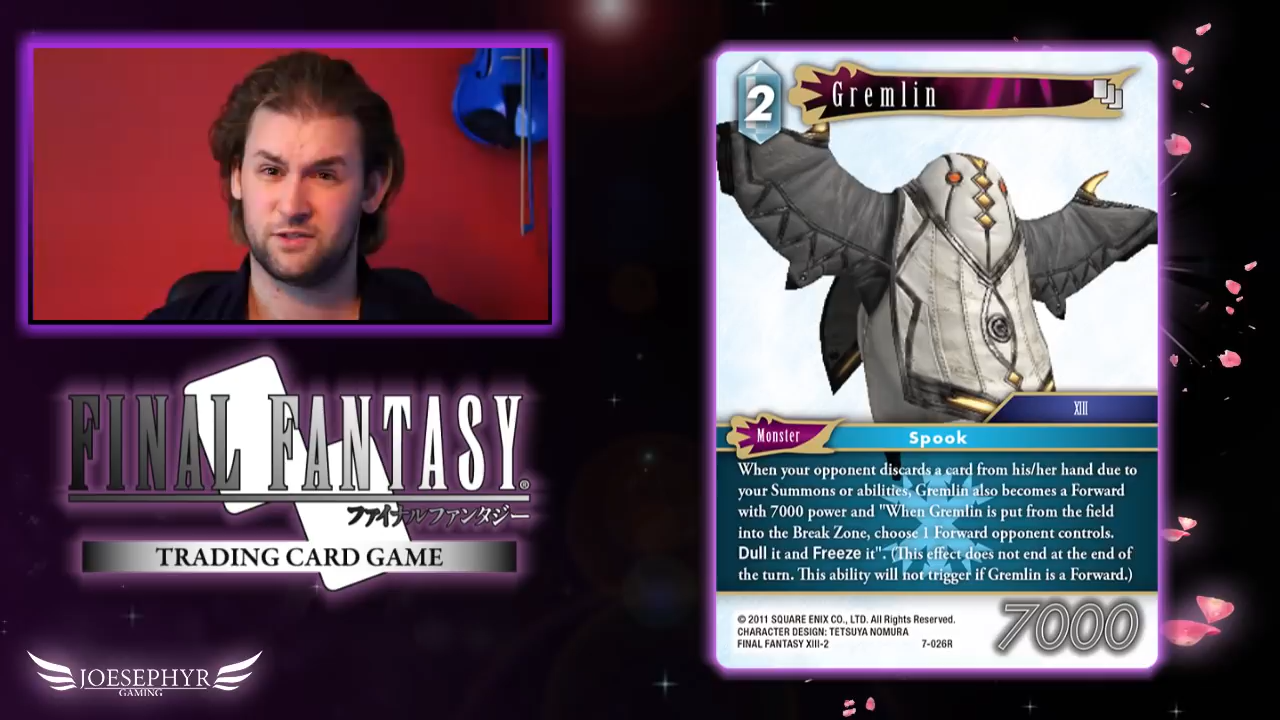 2
Gremlin
XIII
Monster
Spook
When your opponent discards a card from his/her hand due to
your Summons or abilities, Gremlin also becomes a Forward
with 7000 power and "When Gremlin is put from the field
into the Break Zone, choose 1 Forward opponent controls.
Dull it and Freeze it". (This effect does not end at the end of
the turn. This ability will not trigger if Gremlin is a Forward.)
© 2011 SQUARE ENIX CO., LTD. All Rights Reserved.
CHARACTER DESIGN: TETSUYA NOMURA
FINAL FANTASY XIII-2
7-026R
7000
FINAL FANTASY®
ファイナルファンタジー
TRADING CARD GAME
JOESEPHYR
GAMING